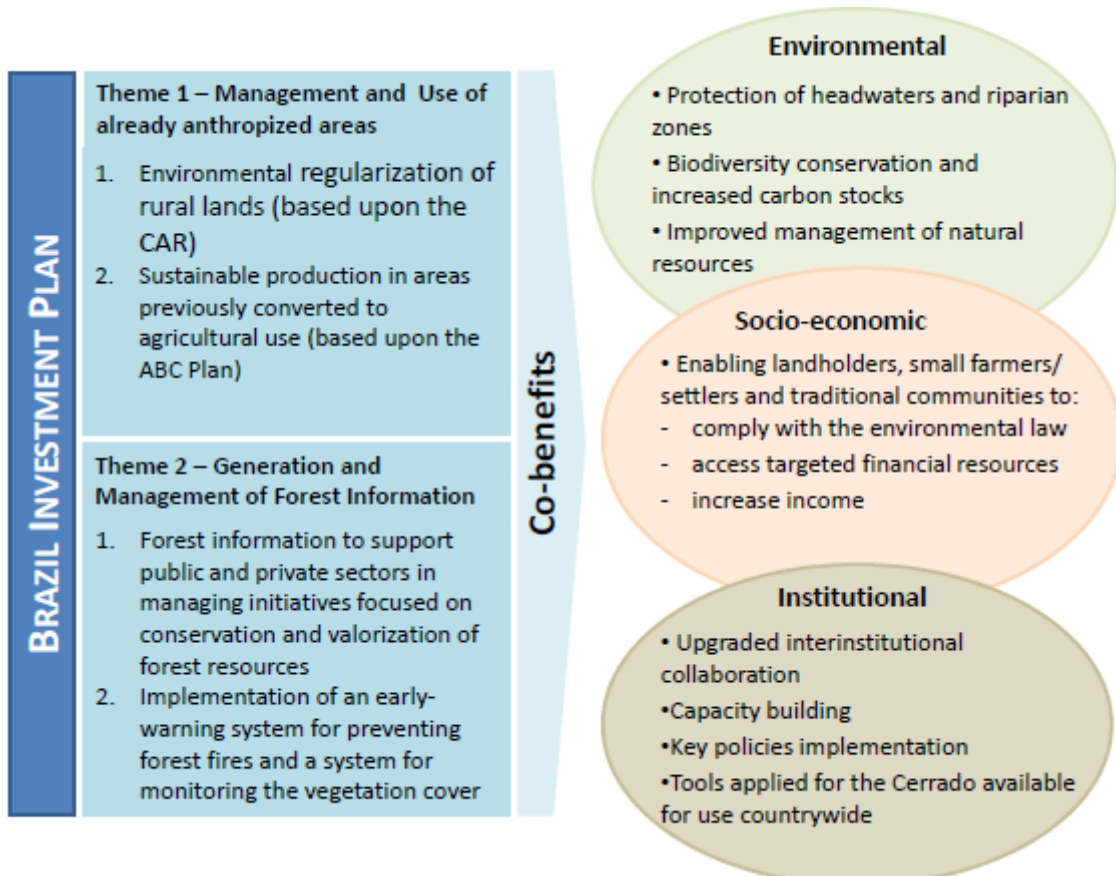 BRAZIL INVESTMENT PLAN
Theme 1 – Management and Use of
already anthropized areas
1. Environmental regularization of
rural lands (based upon the
CAR)
2. Sustainable production in areas
previously converted to
agricultural use (based upon the
ABC Plan)
Theme 2 – Generation and
Management of Forest Information
1. Forest information to support
public and private sectors in
managing initiatives focused on
conservation and valorization of
forest resources
2. Implementation of an early-
warning system for preventing
forest fires and a system for
monitoring the vegetation cover
Co-benefits
Environmental
• Protection of headwaters and riparian
zones
• Biodiversity conservation and
increased carbon stocks
• Improved management of natural
resources
Socio-economic
• Enabling landholders, small farmers/
settlers and traditional communities to:
- comply with the environmental law
- access targeted financial resources
- increase income
Institutional
• Upgraded interinstitutional
collaboration
•Capacity building
•Key policies implementation
•Tools applied for the Cerrado available
for use countrywide